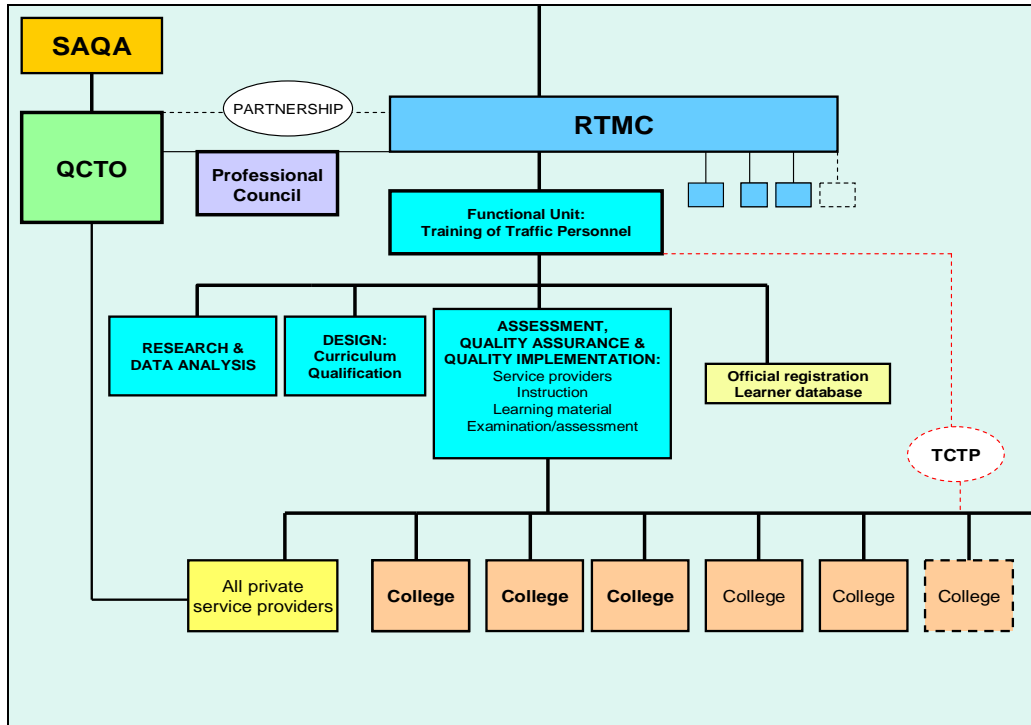 SAQA
PARTNERSHIP
RTMC
QCTO
Professional
Council
Functional Unit:
Training of Traffic Personnel
RESEARCH &
DATA ANALYSIS
DESIGN:
Curriculum
Qualification
ASSESSMENT,
QUALITY ASSURANCE &
QUALITY IMPLEMENTATION:
Service providers
Instruction
Learning material
Examination/assessment
Official registration
Learner database
TCTP
All private
service providers
College
College
College
College
College
College